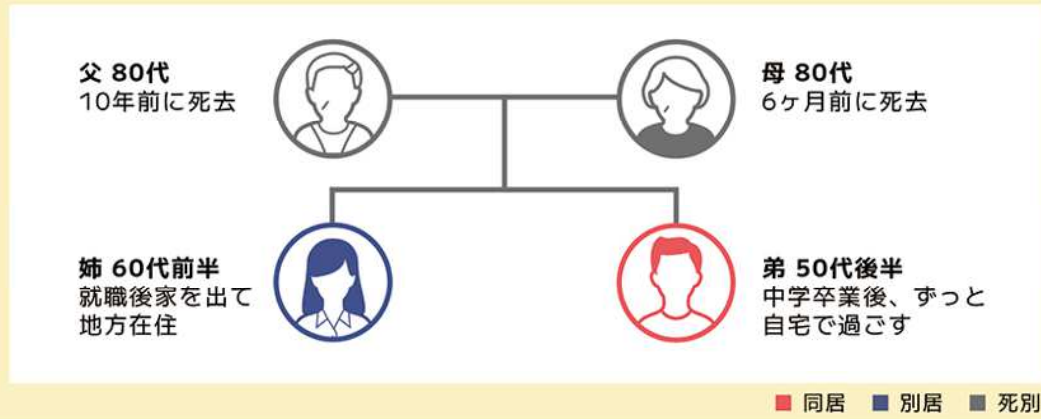 父 80代
10年前に死去
母 80代
6ヶ月前に死去
姉 60代前半
就職後家を出て
地方在住
弟 50代後半
中学卒業後、ずっと
自宅で過ごす
同居 別居 死別